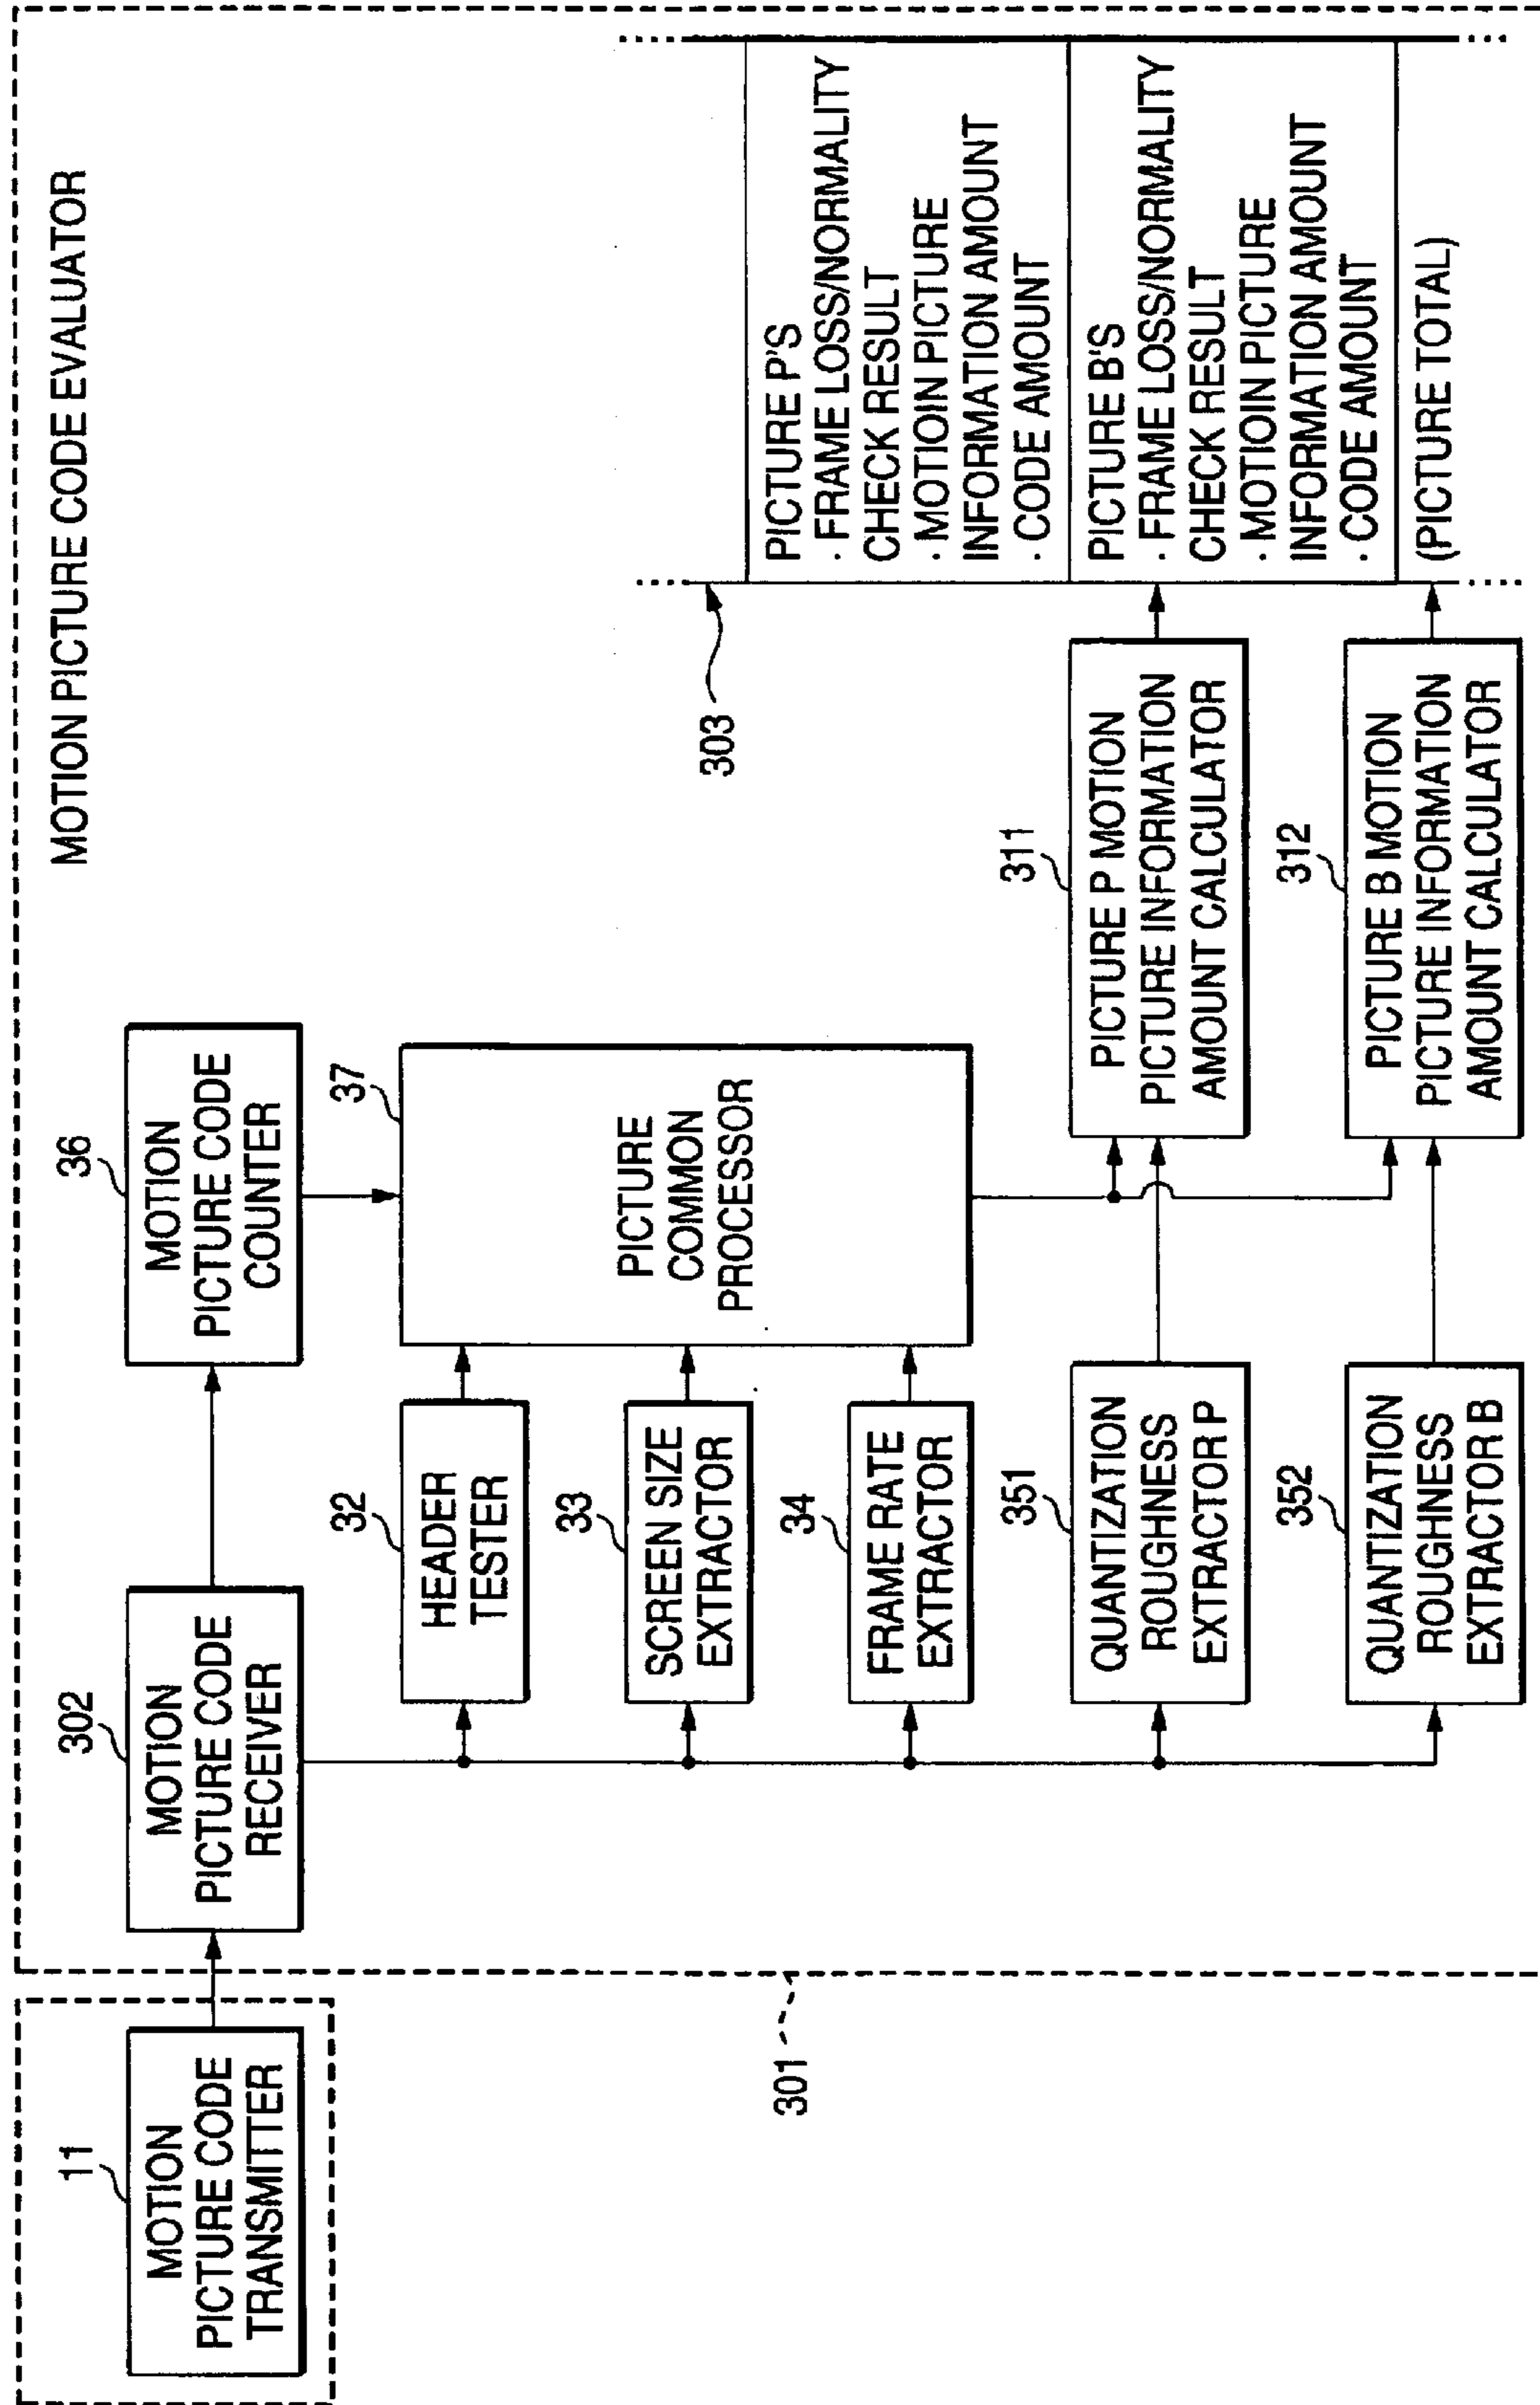 MOTION PICTURE CODE EVALUATOR
11
MOTION
PICTURE CODE
TRANSMITTER
302
MOTION
PICTURE CODE
RECEIVER
36
MOTION
PICTURE CODE
COUNTER
32
HEADER
TESTER
33
SCREEN SIZE
EXTRACTOR
34
FRAME RATE
EXTRACTOR
37
PICTURE
COMMON
PROCESSOR
351
QUANTIZATION
ROUGHNESS
EXTRACTOR P
352
QUANTIZATION
ROUGHNESS
EXTRACTOR B
311
PICTURE P MOTION
PICTURE INFORMATION
AMOUNT CALCULATOR
312
PICTURE B MOTION
PICTURE INFORMATION
AMOUNT CALCULATOR
303
PICTURE P'S
· FRAME LOSS/NORMALITY
CHECK RESULT
· MOTIOIN PICTURE
INFORMATION AMOUNT
· CODE AMOUNT
PICTURE B'S
· FRAME LOSS/NORMALITY
CHECK RESULT
· MOTIOIN PICTURE
INFORMATION AMOUNT
· CODE AMOUNT
(PICTURE TOTAL)
301